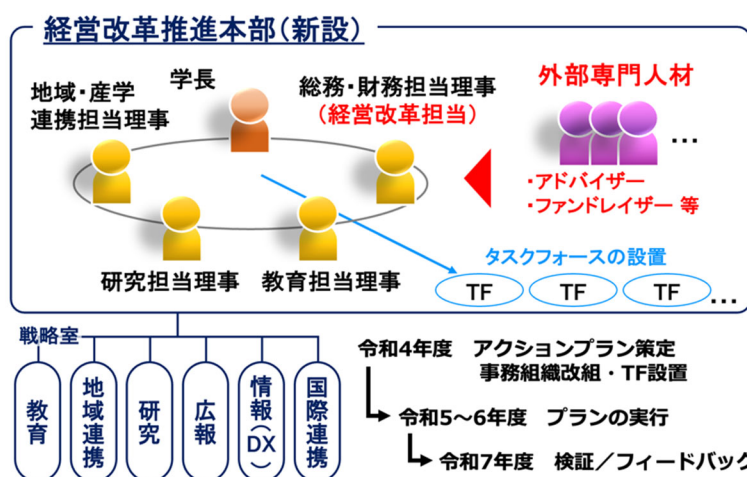 経営改革推進本部（新設）
学長
地域・産学
連携担当理事
総務・財務担当理事
（経営改革担当）
外部専門人材
…
・アドバイザー
・ファンドレイザー 等
研究担当理事
教育担当理事
タスクフォースの設置
TF
TF
TF
…
戦略室
教育
地域連携
研究
広報
情報（DX）
国際連携
令和4年度 アクションプラン策定
事務組織改組・TF設置
令和5～6年度 プランの実行
令和7年度 検証／フィードバック